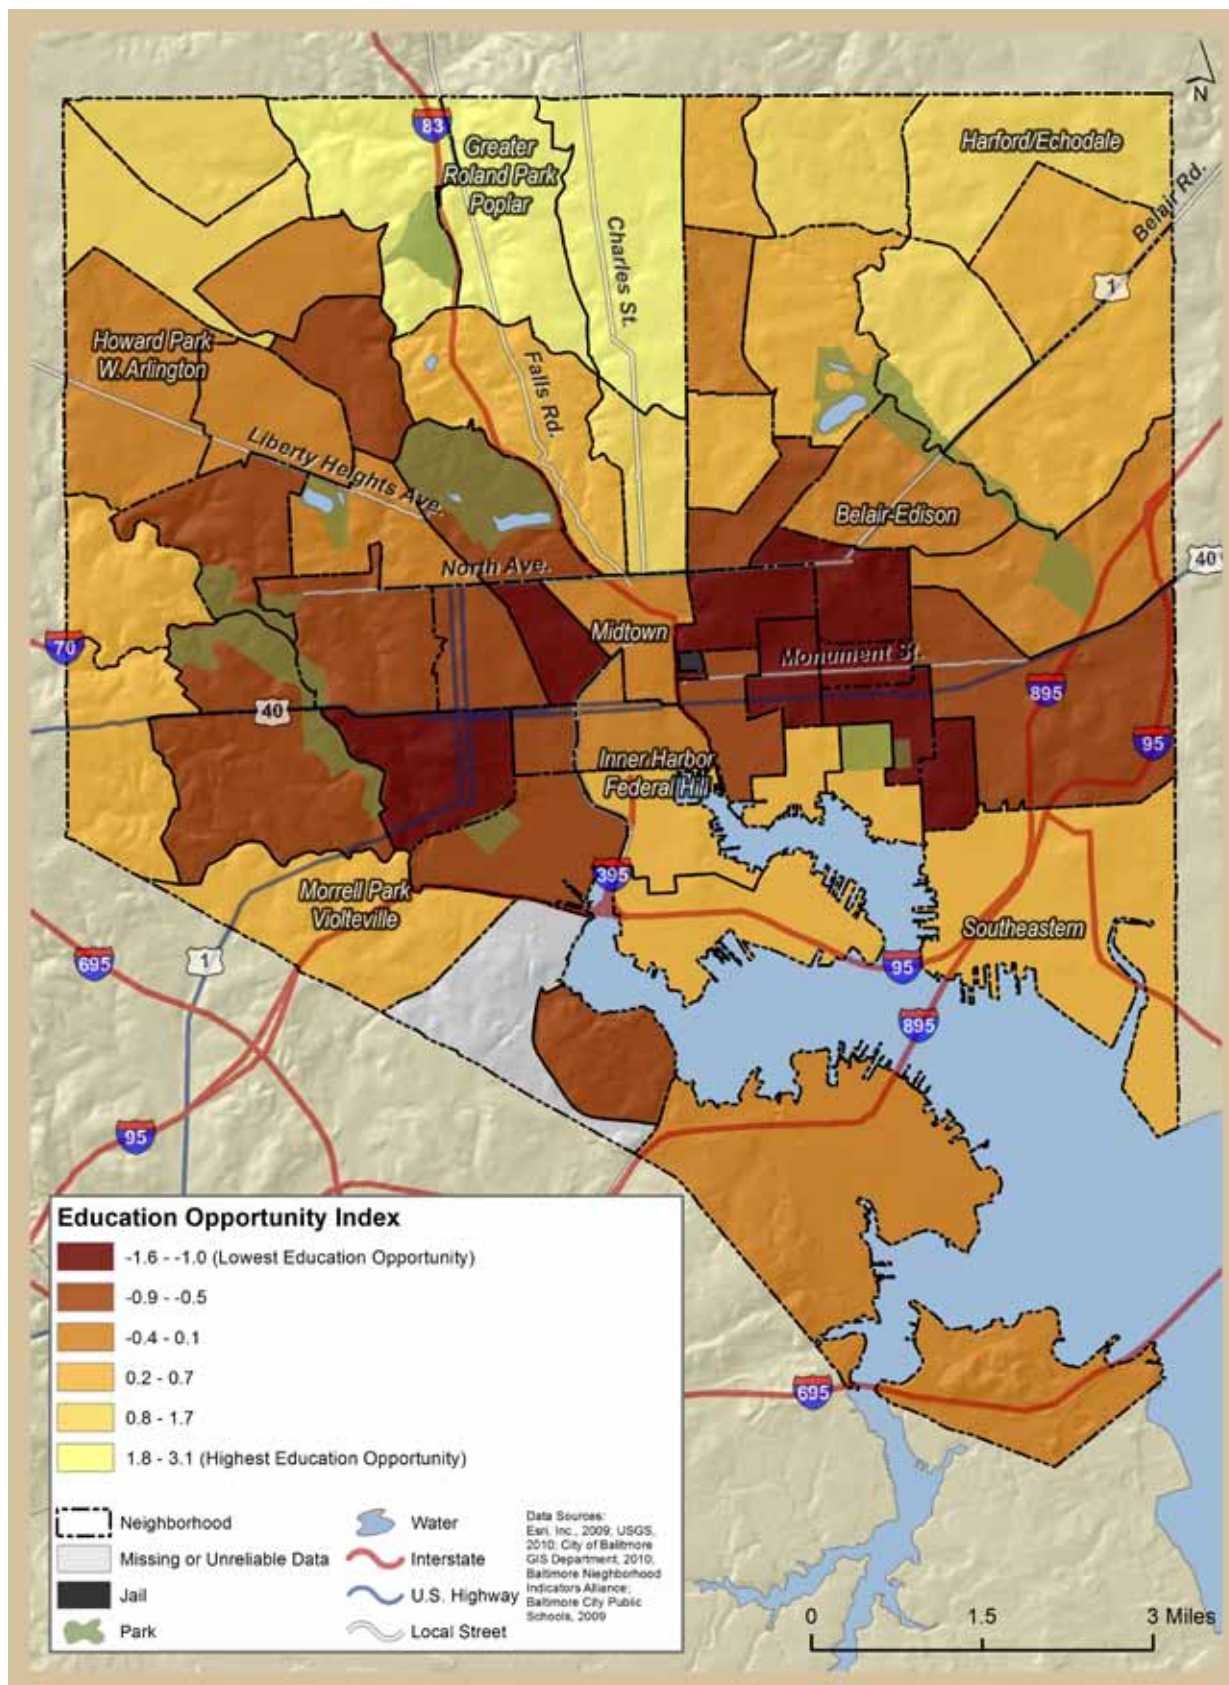 N
83
Greater
Roland Park
Poplar
Harford/Echodale
Belair Rd.
Charles St.
1
Howard Park
W. Arlington
Falls Rd.
Liberty Heights Ave.
Belair-Edison
North Ave.
40
Midtown
70
Monument St.
895
40
95
Inner Harbor
Federal Hill
395
Morrell Park
Violteville
Southeastern
695
1
95
895
95
Education Opportunity Index
-1.6 - -1.0 (Lowest Education Opportunity)
-0.9 - -0.5
-0.4 - 0.1
0.2 - 0.7
0.8 - 1.7
1.8 - 3.1 (Highest Education Opportunity)
695
Neighborhood
Missing or Unreliable Data
Jail
Park
Water
Interstate
U.S. Highway
Local Street
Data Sources:
Esri, Inc., 2009; USGS,
2010; City of Balitmore
GIS Department, 2010;
Baltimore Nieghborhood
Indicators Alliance;
Baltimore City Public
Schools, 2009
0 1.5 3 Miles